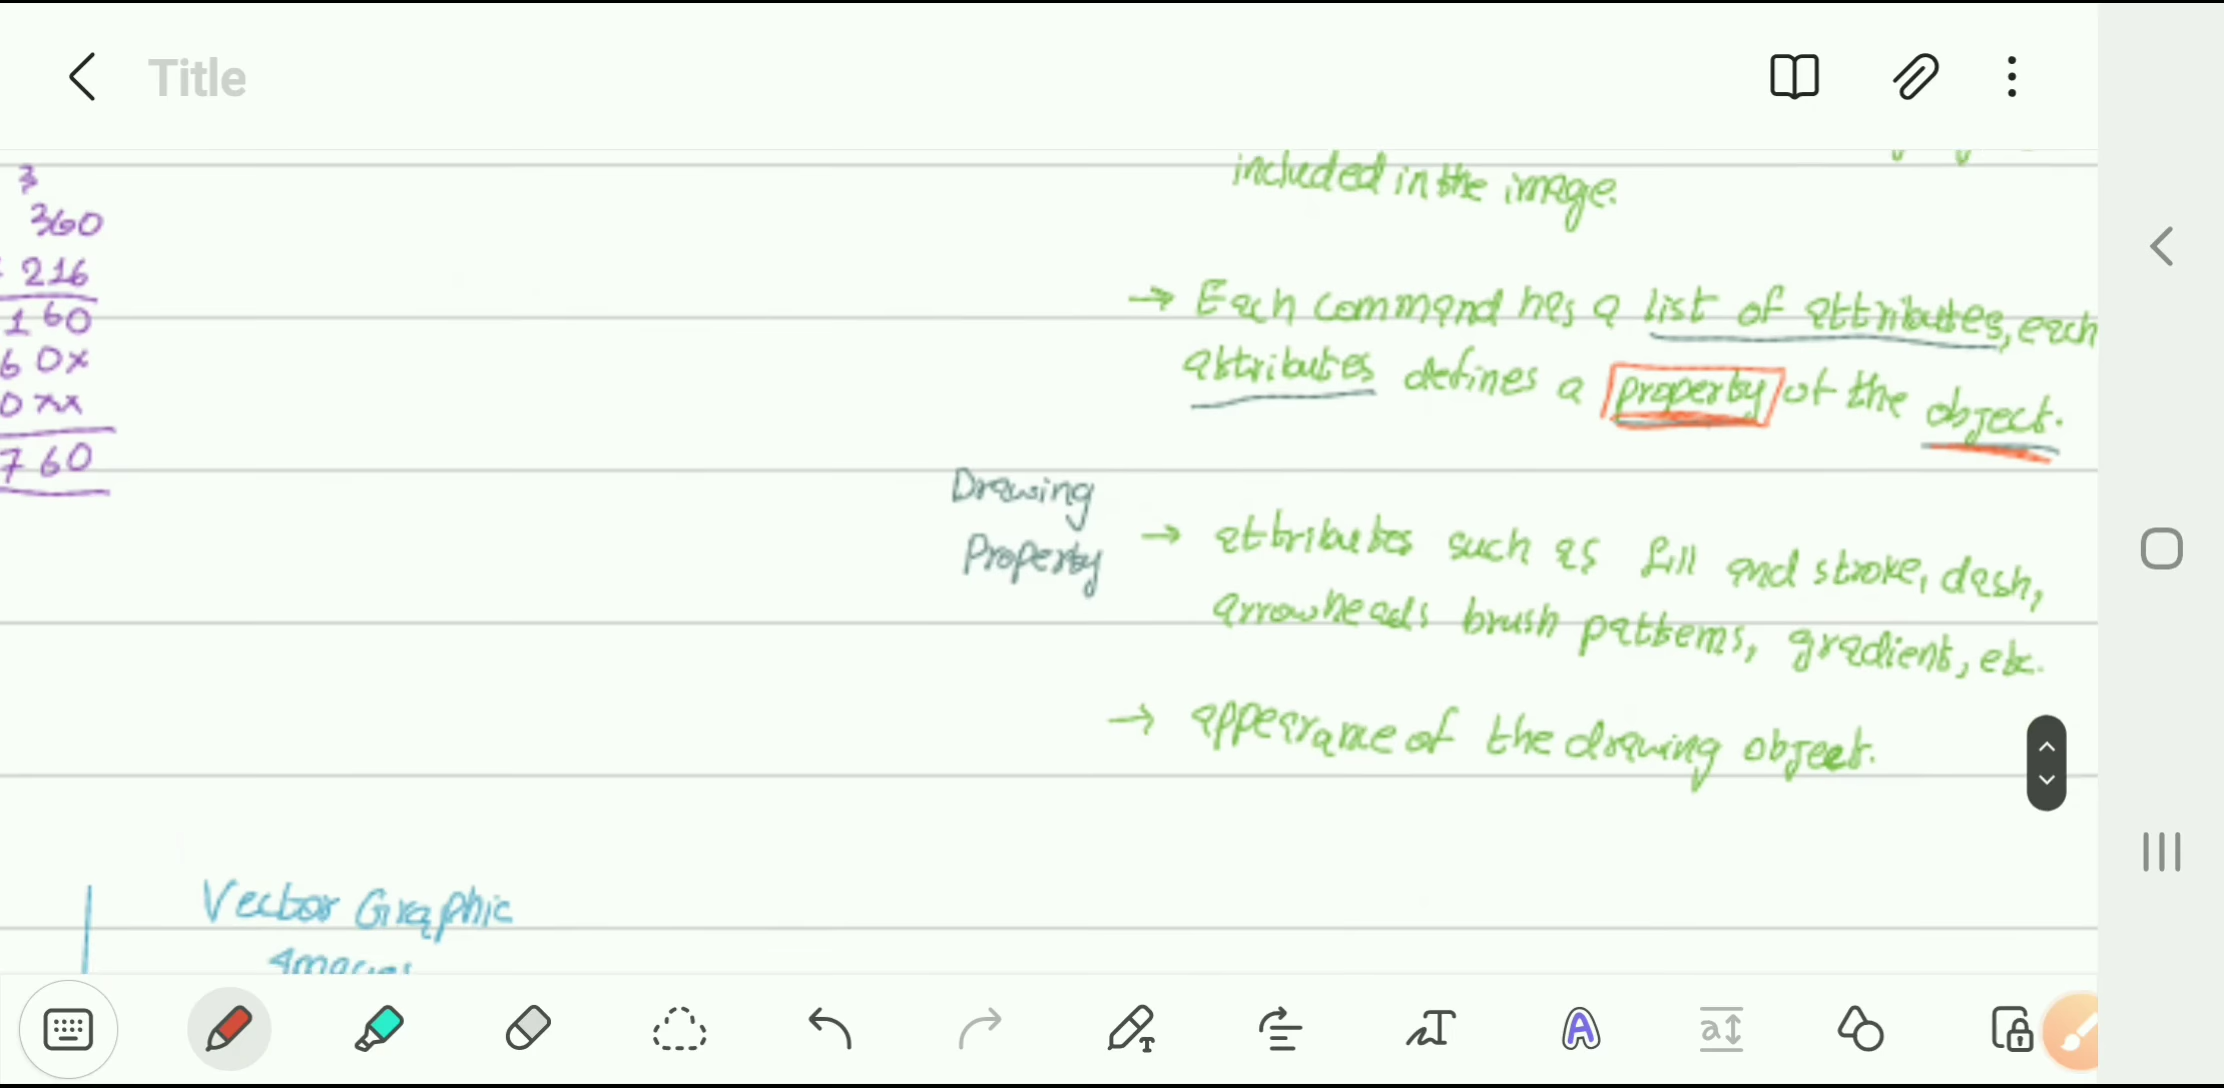 Title
3
360
216
160
60x
0xx
760
included in the image.
→ Each command has a list of attributes, each
attributes defines a property of the object.
Drawing
Property
→ attributes such as fill and stroke, dash,
arrowheads brush patterns, gradient, etc.
→ appearance of the drawing object.
Vector Graphic
Images